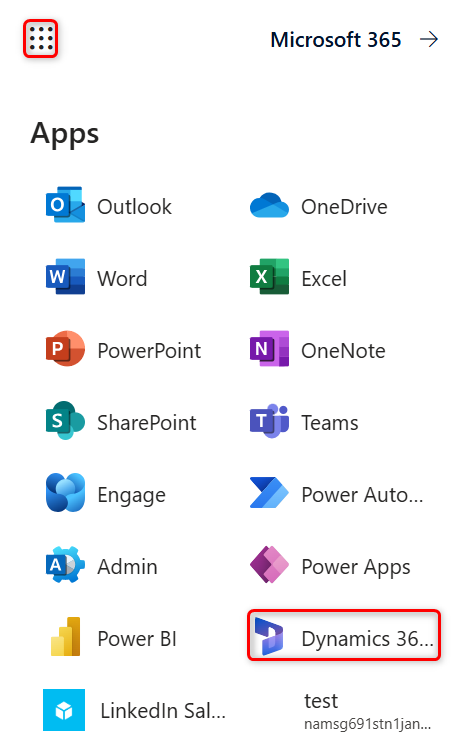 Microsoft 365 →
Apps
Outlook
OneDrive
Word
Excel
PowerPoint
OneNote
SharePoint
Teams
Engage
Power Auto...
Admin
Power Apps
Power BI
Dynamics 36...
LinkedIn Sal...
test
namsg691stn1jan...